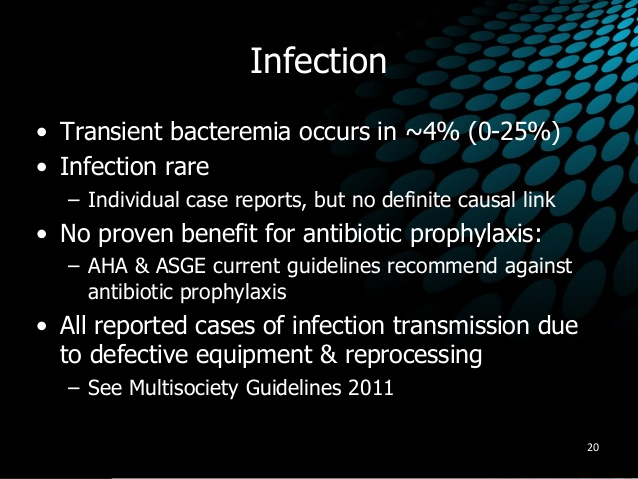 Infection
• Transient bacteremia occurs in ~4% (0-25%)
• Infection rare
– Individual case reports, but no definite causal link
• No proven benefit for antibiotic prophylaxis:
– AHA & ASGE current guidelines recommend against
antibiotic prophylaxis
• All reported cases of infection transmission due
to defective equipment & reprocessing
– See Multisociety Guidelines 2011
20